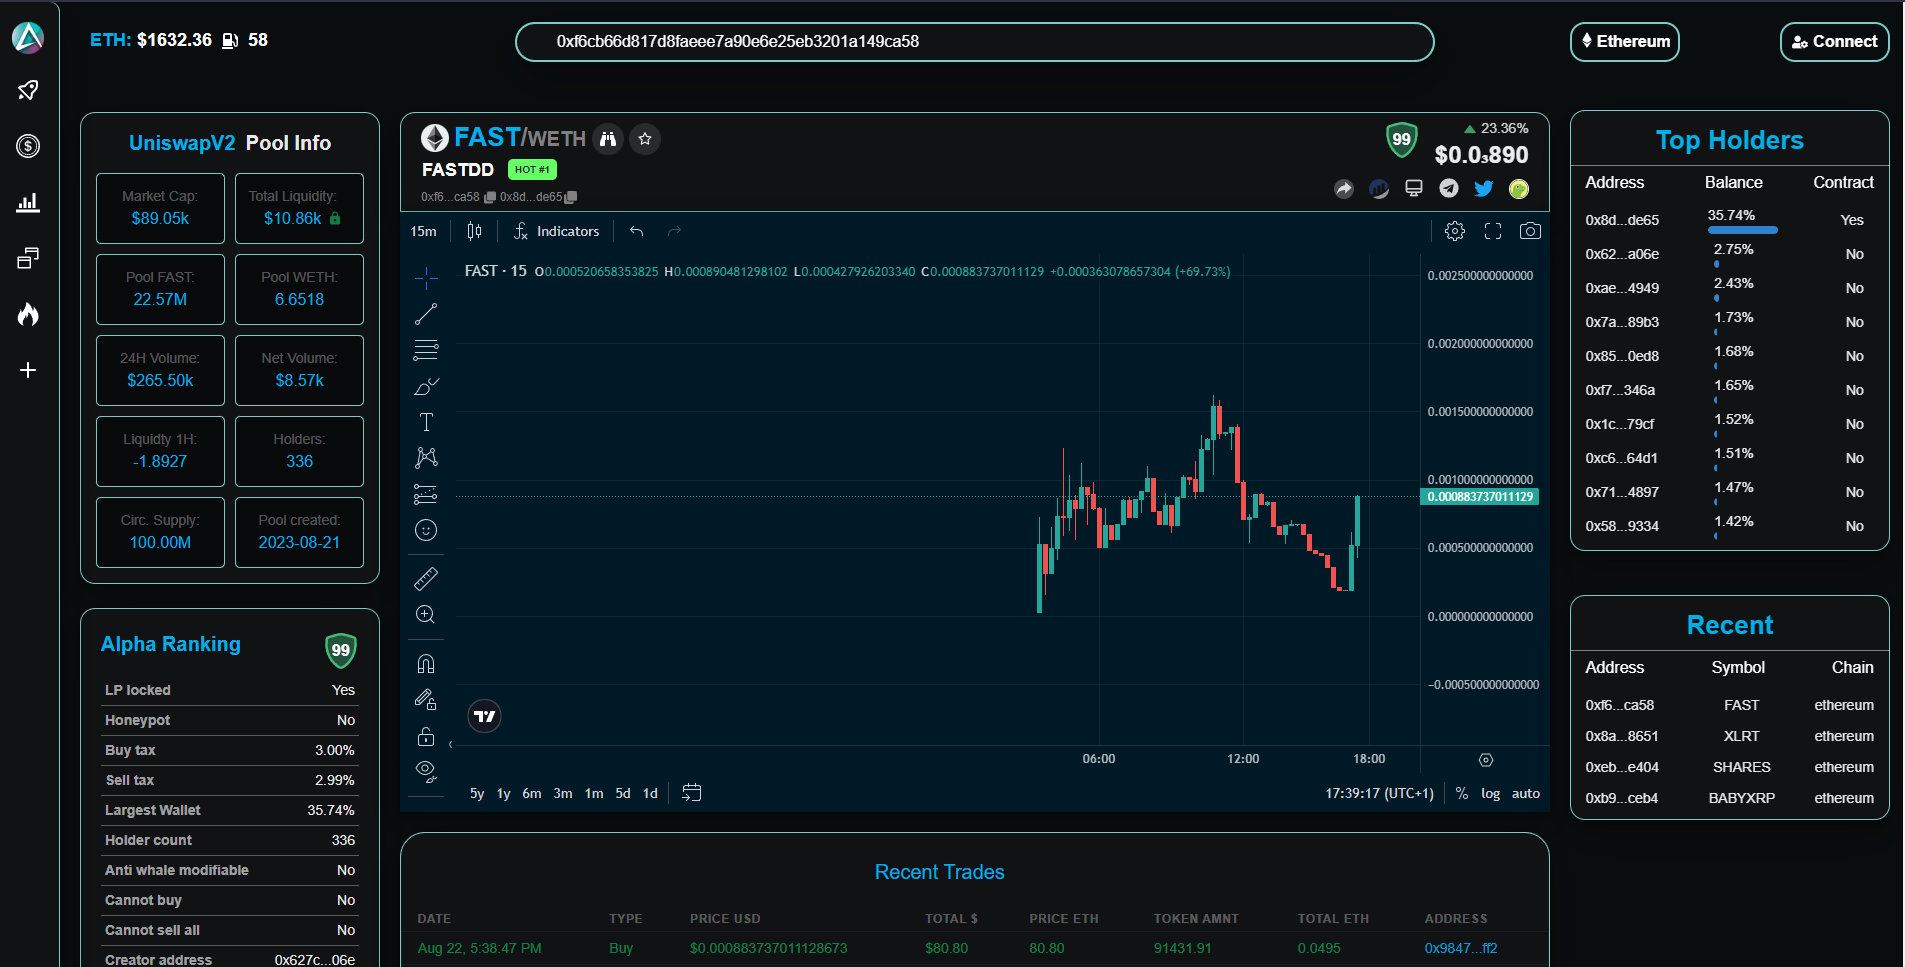 ETH: $1632.36 58
0xf6cb66d817d8faeee7a90e6e25eb3201a149ca58
Ethereum
Connect
UniswapV2 Pool Info
Market Cap:
$89.05k
Total Liquidity:
$10.86k
Pool FAST:
22.57M
Pool WETH:
6.6518
24H Volume:
$265.50k
Net Volume:
$8.57k
Liquidty 1H:
-1.8927
Holders:
336
Circ. Supply:
100.00M
Pool created:
2023-08-21
Alpha Ranking 99
LP locked Yes
Honeypot No
Buy tax 3.00%
Sell tax 2.99%
Largest Wallet 35.74%
Holder count 336
Anti whale modifiable No
Cannot buy No
Cannot sell all No
Creator address 0x627c...06e
FAST/WETH
FASTDD HOT #1
0xf6...ca58 0x8d...de65
99
23.36%
$0.0₃890
15m Indicators
FAST · 15 O0.000520658353825 H0.000890481298102 L0.000427926203340 C0.000883737011129 +0.000363078657304 (+69.73%)
0.002500000000000
0.002000000000000
0.001500000000000
0.001000000000000
0.000883737011129
0.000500000000000
0.000000000000000
−0.000500000000000
06:00 12:00 18:00
5y 1y 6m 3m 1m 5d 1d
17:39:17 (UTC+1) % log auto
Recent Trades
DATE TYPE PRICE USD TOTAL $ PRICE ETH TOKEN AMNT TOTAL ETH ADDRESS
Aug 22, 5:38:47 PM Buy $0.000883737011128673 $80.80 80.80 91431.91 0.0495 0x9847...ff2
Top Holders
Address Balance Contract
0x8d...de65 35.74% Yes
0x62...a06e 2.75% No
0xae...4949 2.43% No
0x7a...89b3 1.73% No
0x85...0ed8 1.68% No
0xf7...346a 1.65% No
0x1c...79cf 1.52% No
0xc6...64d1 1.51% No
0x71...4897 1.47% No
0x58...9334 1.42% No
Recent
Address Symbol Chain
0xf6...ca58 FAST ethereum
0x8a...8651 XLRT ethereum
0xeb...e404 SHARES ethereum
0xb9...ceb4 BABYXRP ethereum